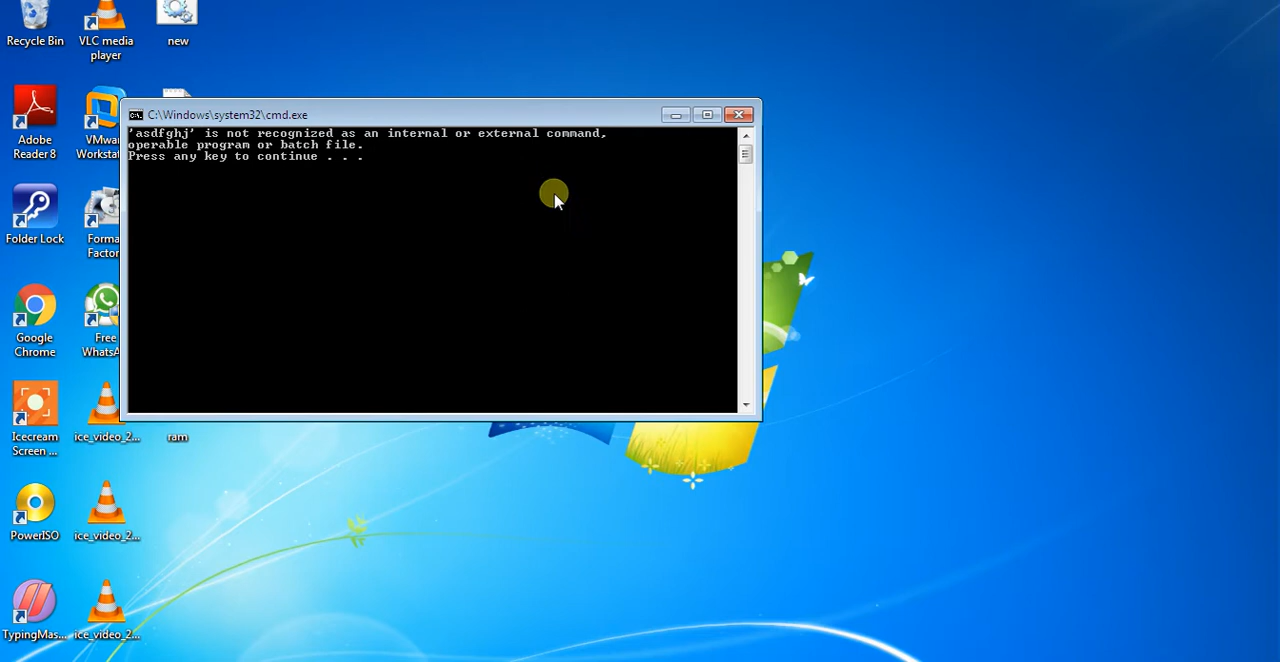 Recycle Bin
VLC media
player
new
Adobe
Reader 8
VMwar
Workstat
Folder Lock
Forma
Factor
Google
Chrome
Free
WhatsA
Icecream
Screen ...
ice_video_2...
ram
PowerISO
ice_video_2...
TypingMas...
ice_video_2...
C:\Windows\system32\cmd.exe
'asdfghj' is not recognized as an internal or external command,
operable program or batch file.
Press any key to continue . . .